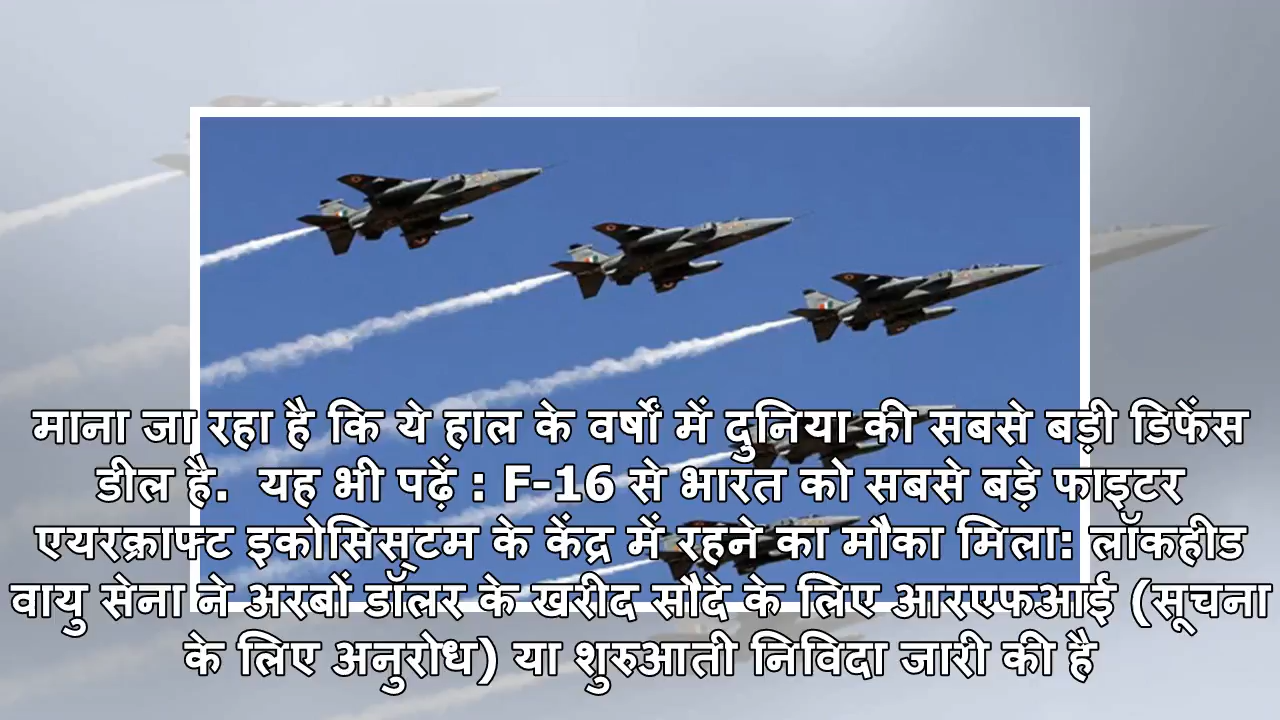 माना जा रहा है कि ये हाल के वर्षों में दुनिया की सबसे बड़ी डिफेंस
डील है.  यह भी पढ़ें : F-16 से भारत को सबसे बड़े फाइटर
एयरक्राफ्ट इकोसिस्टम के केंद्र में रहने का मौका मिला: लॉकहीड
वायु सेना ने अरबों डॉलर के खरीद सौदे के लिए आरएफआई (सूचना
के लिए अनुरोध) या शुरुआती निविदा जारी की है